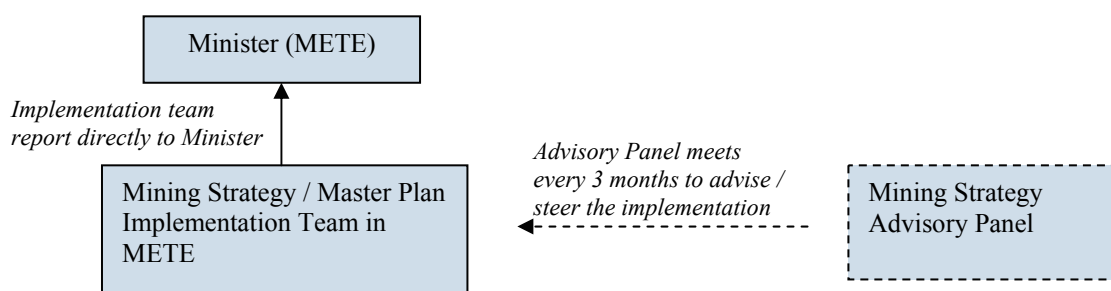 Minister (METE)
Implementation team
report directly to Minister
Mining Strategy / Master Plan
Implementation Team in
METE
Advisory Panel meets
every 3 months to advise /
steer the implementation
Mining Strategy
Advisory Panel